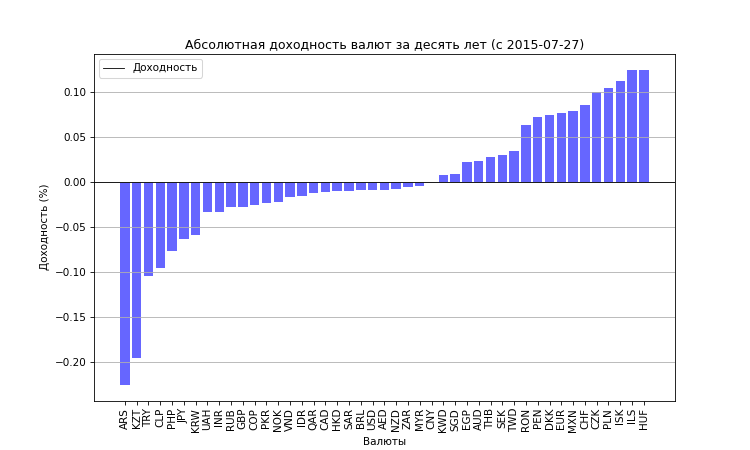 Абсолютная доходность валют за десять лет (с 2015-07-27)
Доходность
0.10
0.05
0.00
−0.05
−0.10
−0.15
−0.20
Доходность (%)
ARS KZT TRY CLP PHP JPY KRW UAH INR RUB GBP COP PKR NOK VND IDR QAR CAD HKD SAR BRL USD AED NZD ZAR MYR CNY KWD SGD EGP AUD THB SEK TWD RON PEN DKK EUR MXN CHF CZK PLN ISK ILS HUF
Валюты